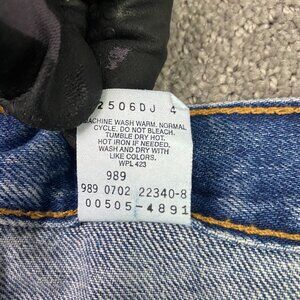 2506DJ 4
MACHINE WASH WARM. NORMAL
CYCLE. DO NOT BLEACH.
TUMBLE DRY HOT.
HOT IRON IF NEEDED.
WASH AND DRY WITH
LIKE COLORS.
WPL 423
989
989 0702 22340-8
00505-4891